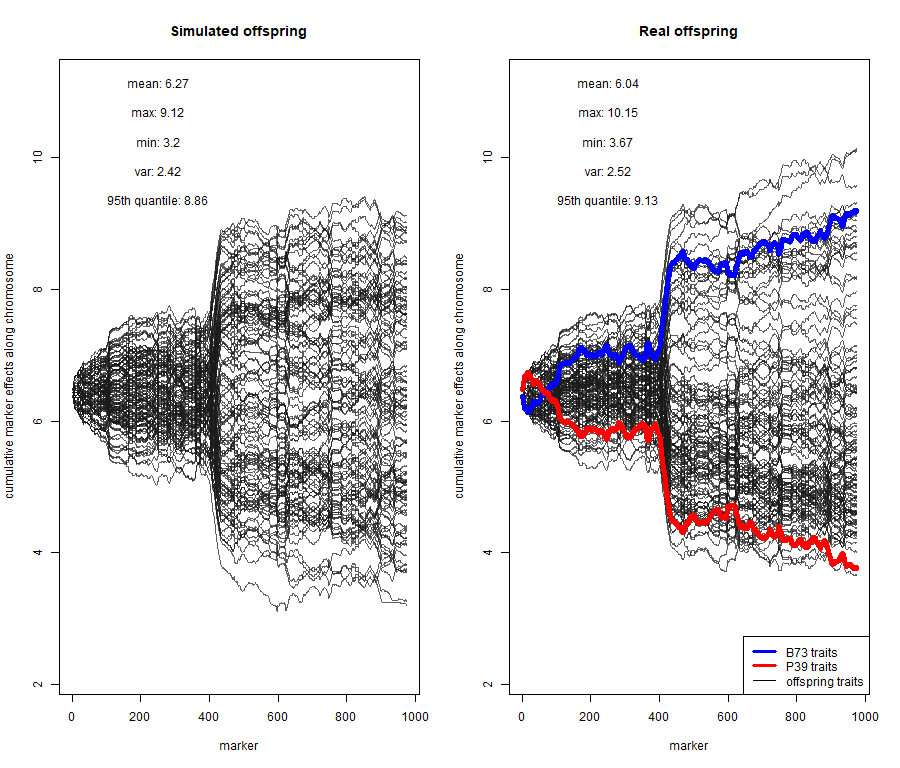 Simulated offspring
mean: 6.27
max: 9.12
min: 3.2
var: 2.42
95th quantile: 8.86
cumulative marker effects along chromosome
2
4
6
8
10
0 200 400 600 800 1000
marker
Real offspring
mean: 6.04
max: 10.15
min: 3.67
var: 2.52
95th quantile: 9.13
cumulative marker effects along chromosome
2
4
6
8
10
B73 traits
P39 traits
offspring traits
0 200 400 600 800 1000
marker